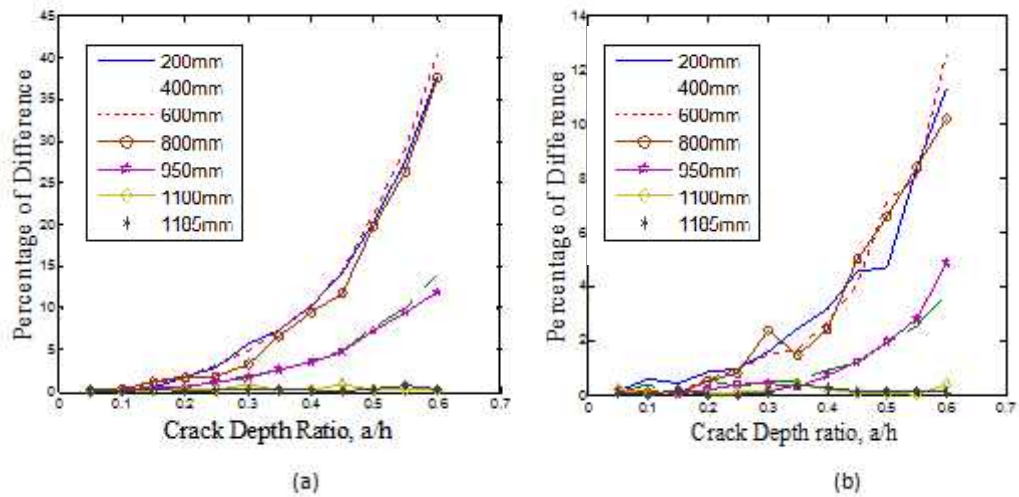 45
40
35
30
25
20
15
10
5
0
0
0.1
0.2
0.3
0.4
0.5
0.6
0.7
Percentage of Difference
Crack Depth Ratio, a/h
200mm
400mm
600mm
800mm
950mm
1100mm
1185mm
(a)
14
12
10
8
6
4
2
0
0
0.1
0.2
0.3
0.4
0.5
0.6
0.7
Percentage of Difference
Crack Depth ratio, a/h
200mm
400mm
600mm
800mm
950mm
1100mm
1185mm
(b)